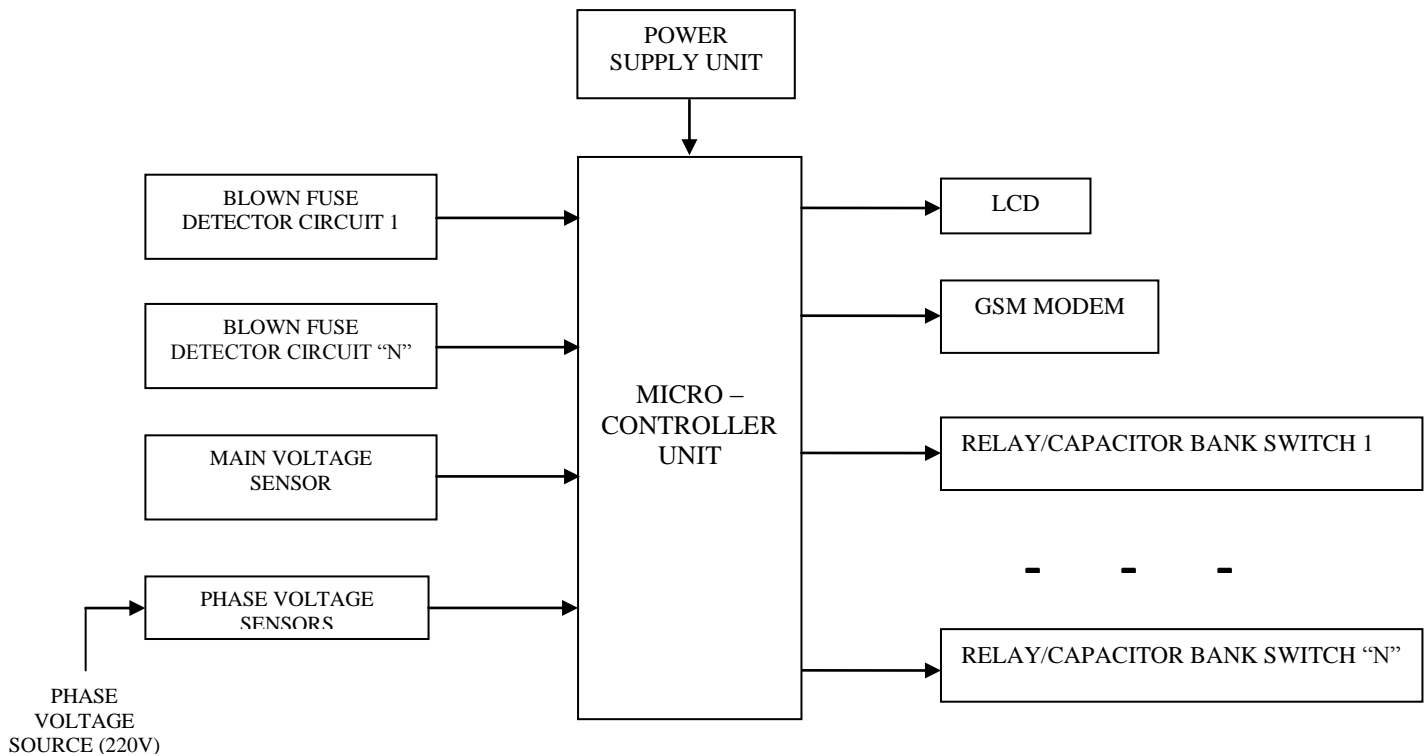 POWER
SUPPLY UNIT
BLOWN FUSE
DETECTOR CIRCUIT 1
BLOWN FUSE
DETECTOR CIRCUIT “N”
MAIN VOLTAGE
SENSOR
PHASE VOLTAGE
SENSORS
PHASE
VOLTAGE
SOURCE (220V)
MICRO –
CONTROLLER
UNIT
LCD
GSM MODEM
RELAY/CAPACITOR BANK SWITCH 1
- - -
RELAY/CAPACITOR BANK SWITCH “N”